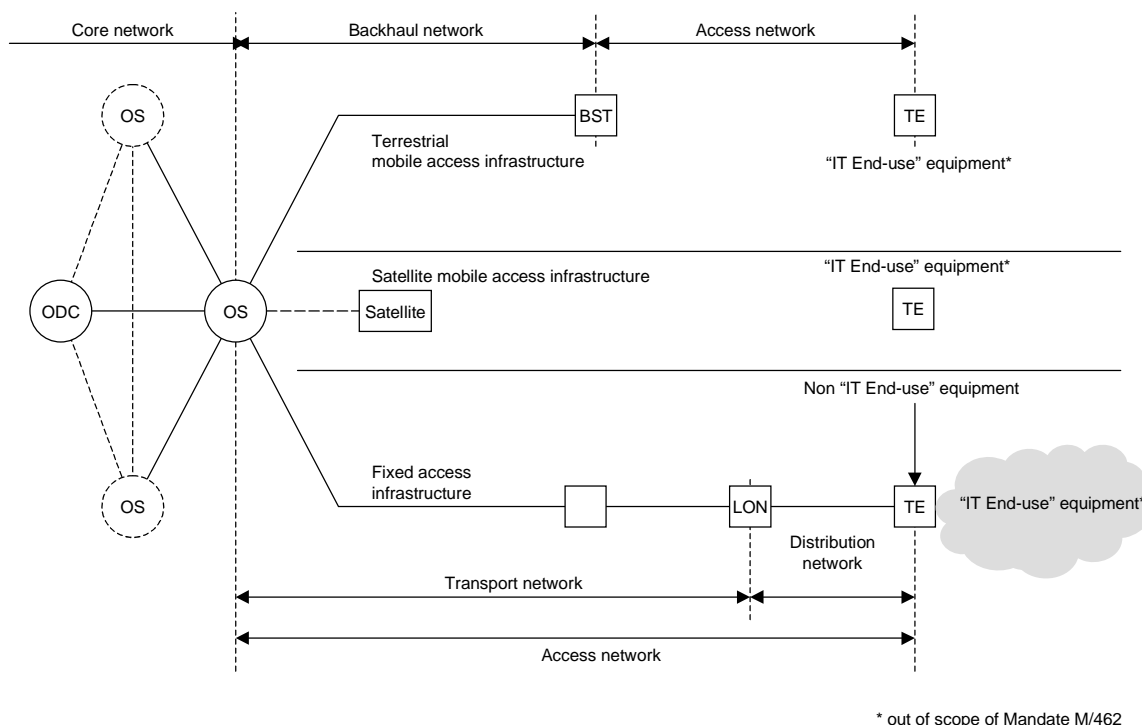 Core network
Backhaul network
Access network
OS
BST
TE
Terrestrial
mobile access infrastructure
“IT End-use” equipment*
“IT End-use” equipment*
Satellite mobile access infrastructure
ODC
OS
Satellite
TE
Non “IT End-use” equipment
Fixed access
infrastructure
OS
LON
TE
“IT End-use” equipment*
Distribution
network
Transport network
Access network
* out of scope of Mandate M/462